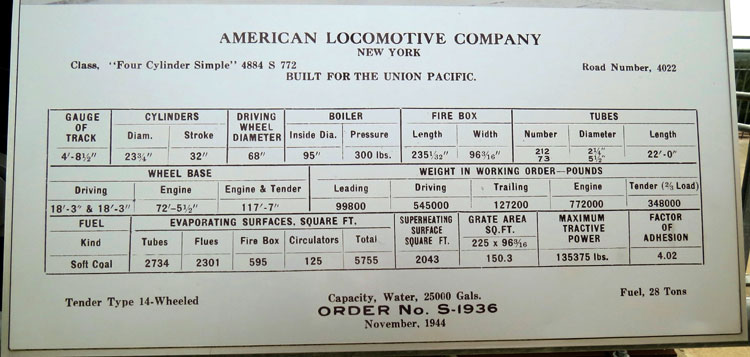 AMERICAN LOCOMOTIVE COMPANY
NEW YORK
Class, "Four Cylinder Simple" 4884 S 772
Road Number, 4022
BUILT FOR THE UNION PACIFIC.
GAUGE OF TRACK CYLINDERS DRIVING WHEEL DIAMETER BOILER FIRE BOX TUBES
Diam. Stroke Inside Dia. Pressure Length Width Number Diameter Length
4'-8½" 23¾" 32" 68" 95" 300 lbs. 235 1/32" 96 3/16" 212 2¼" 22'-0"
73 5½"
WHEEL BASE WEIGHT IN WORKING ORDER—POUNDS
Driving Engine Engine & Tender Leading Driving Trailing Engine Tender (⅔ Load)
18'-3" & 18'-3" 72'-5½" 117'-7" 99800 545000 127200 772000 348000
FUEL EVAPORATING SURFACES, SQUARE FT. SUPERHEATING SURFACE SQUARE FT. GRATE AREA SQ.FT. MAXIMUM TRACTIVE POWER FACTOR OF ADHESION
Kind Tubes Flues Fire Box Circulators Total 225 x 96 3/16
Soft Coal 2734 2301 595 125 5755 2043 150.3 135375 lbs. 4.02
Tender Type 14-Wheeled
Capacity, Water, 25000 Gals.
Fuel, 28 Tons
ORDER No. S-1936
November, 1944